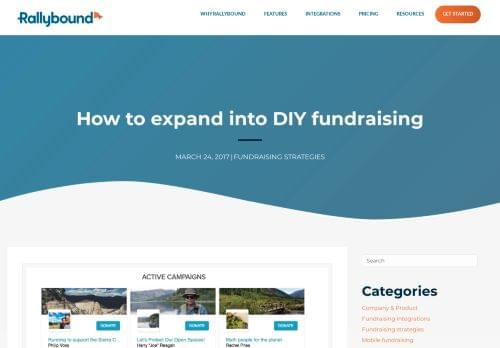 Rallybound
WHY RALLYBOUND FEATURES INTEGRATIONS PRICING RESOURCES GET STARTED
How to expand into DIY fundraising
MARCH 24, 2017 | FUNDRAISING STRATEGIES
Search
ACTIVE CAMPAIGNS
DONATE DONATE DONATE
Running to support the Sierra C... Let's Protect Our Open Spaces! Math people for the planet
Philip Voss Harry "Joe" Reagan Rachel Price
Categories
Company & Product
Fundraising integrations
Fundraising strategies
Mobile fundraising